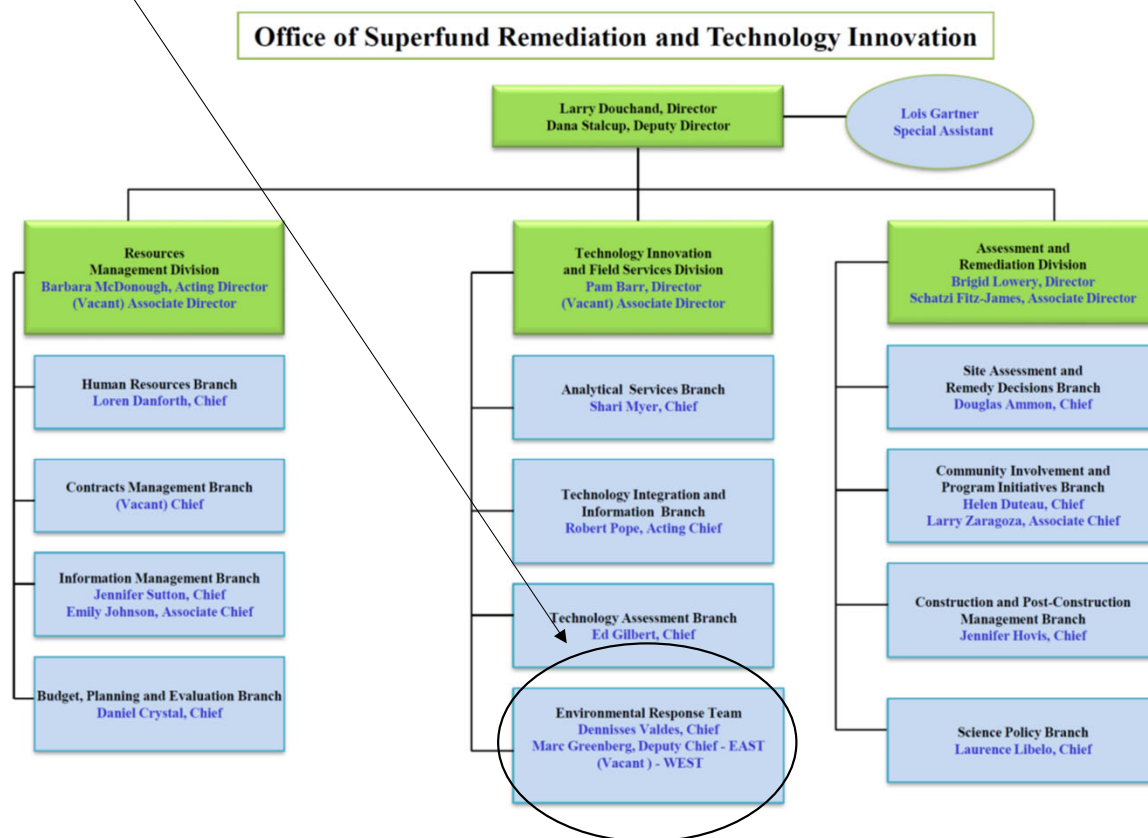 Office of Superfund Remediation and Technology Innovation
Larry Douchand, Director
Dana Stalcup, Deputy Director
Lois Gartner
Special Assistant
Resources
Management Division
Barbara McDonough, Acting Director
(Vacant) Associate Director
Human Resources Branch
Loren Danforth, Chief
Contracts Management Branch
(Vacant) Chief
Information Management Branch
Jennifer Sutton, Chief
Emily Johnson, Associate Chief
Budget, Planning and Evaluation Branch
Daniel Crystal, Chief
Technology Innovation
and Field Services Division
Pam Barr, Director
(Vacant) Associate Director
Analytical Services Branch
Shari Myer, Chief
Technology Integration and
Information Branch
Robert Pope, Acting Chief
Technology Assessment Branch
Ed Gilbert, Chief
Environmental Response Team
Dennisses Valdes, Chief
Marc Greenberg, Deputy Chief - EAST
(Vacant ) - WEST
Assessment and
Remediation Division
Brigid Lowery, Director
Schatzi Fitz-James, Associate Director
Site Assessment and
Remedy Decisions Branch
Douglas Ammon, Chief
Community Involvement and
Program Initiatives Branch
Helen Duteau, Chief
Larry Zaragoza, Associate Chief
Construction and Post-Construction
Management Branch
Jennifer Hovis, Chief
Science Policy Branch
Laurence Libelo, Chief